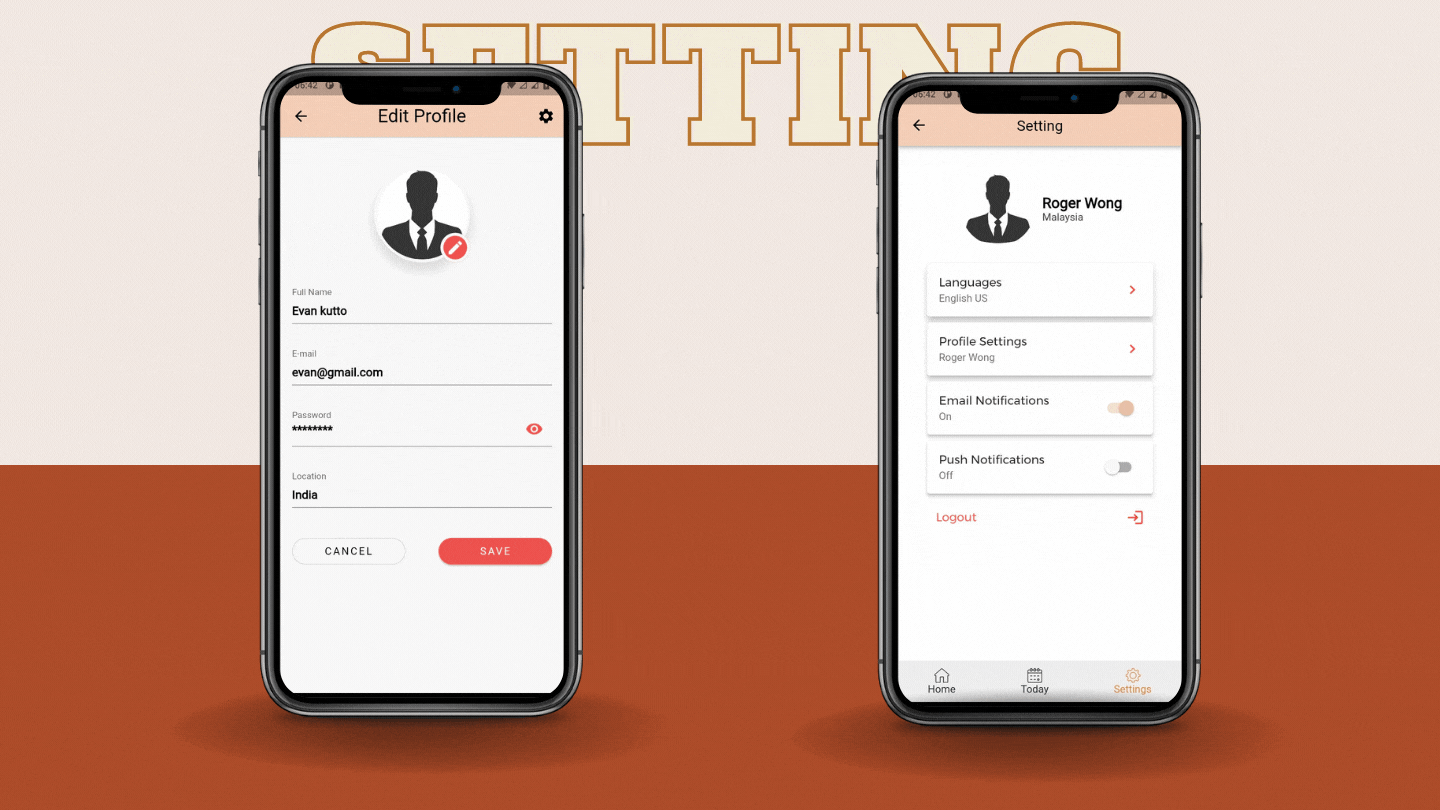 SETTING
06:42
Edit Profile
Full Name
Evan kutto
E-mail
evan@gmail.com
Password
********
Location
India
CANCEL
SAVE
06:42
Setting
Roger Wong
Malaysia
Languages
English US
Profile Settings
Roger Wong
Email Notifications
On
Push Notifications
Off
Logout
Home
Today
Settings